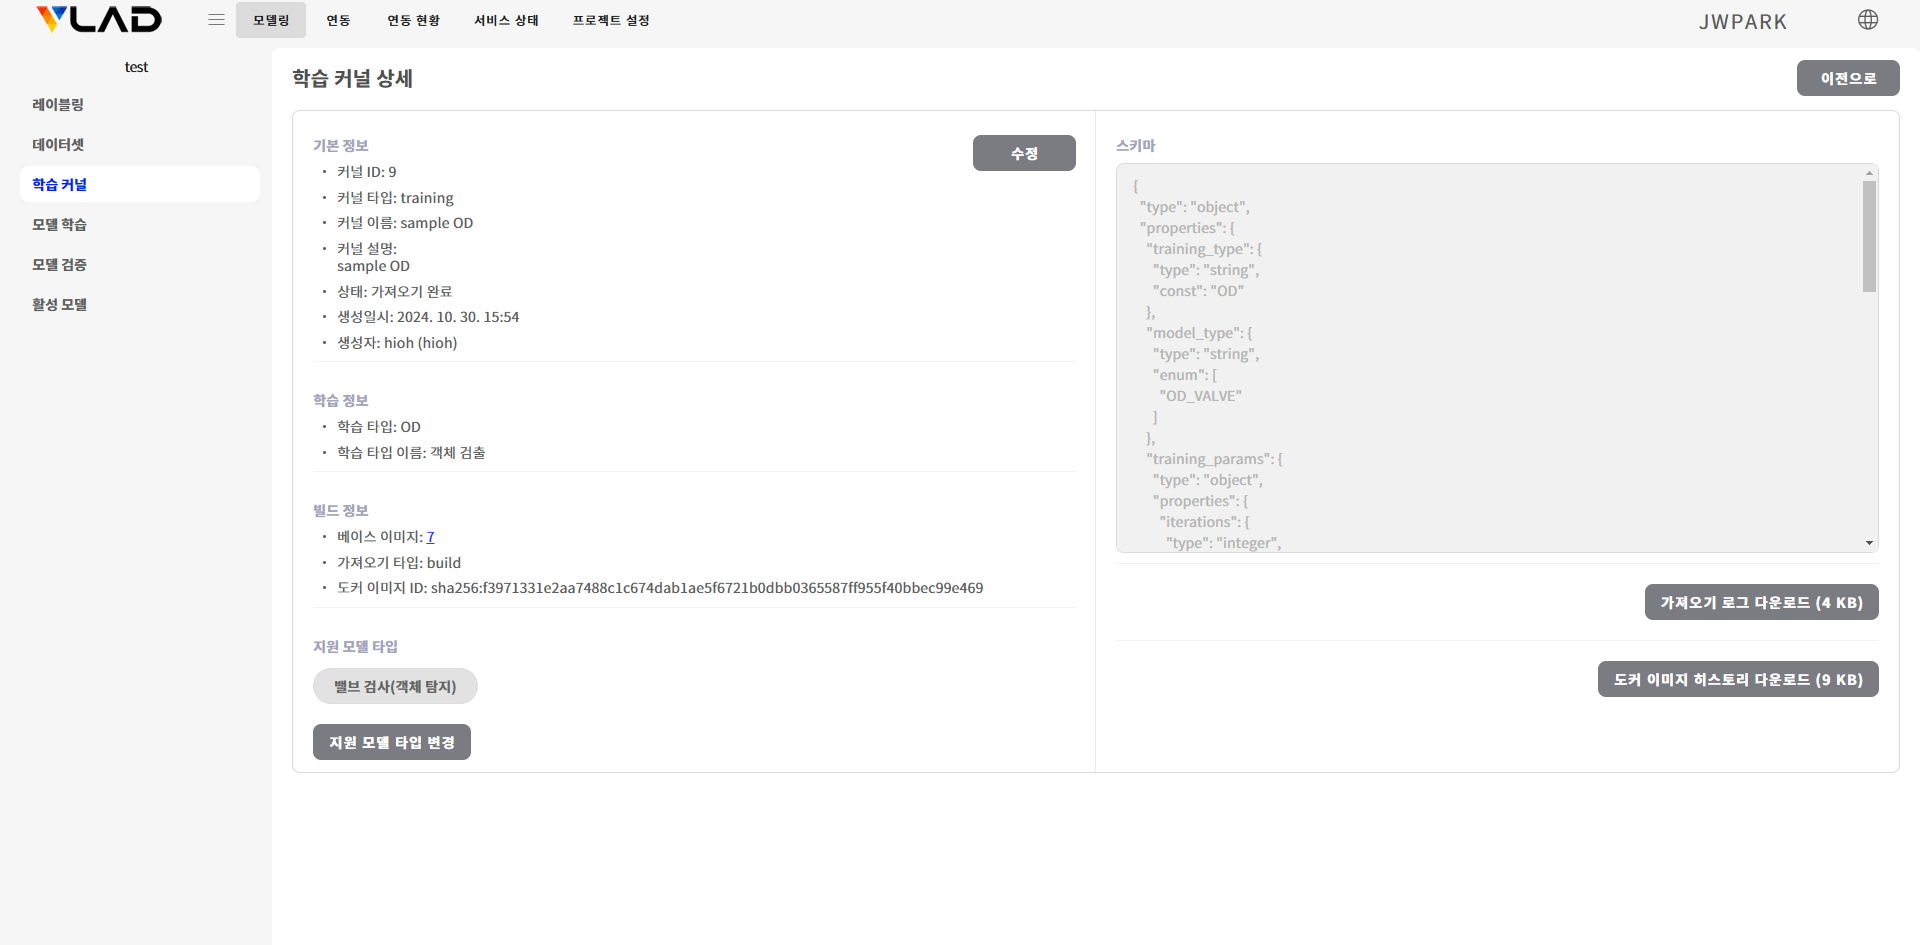 VLAD
모델링
연동
연동 현황
서비스 상태
프로젝트 설정
JWPARK
test
레이블링
데이터셋
학습 커널
모델 학습
모델 검증
활성 모델
학습 커널 상세
이전으로
기본 정보
수정
• 커널 ID: 9
• 커널 타입: training
• 커널 이름: sample OD
• 커널 설명:
sample OD
• 상태: 가져오기 완료
• 생성일시: 2024. 10. 30. 15:54
• 생성자: hioh (hioh)
학습 정보
• 학습 타입: OD
• 학습 타입 이름: 객체 검출
빌드 정보
• 베이스 이미지: 7
• 가져오기 타입: build
• 도커 이미지 ID: sha256:f3971331e2aa7488c1c674dab1ae5f6721b0dbb0365587ff955f40bbec99e469
지원 모델 타입
밸브 검사(객체 탐지)
지원 모델 타입 변경
스키마
{
"type": "object",
"properties": {
"training_type": {
"type": "string",
"const": "OD"
},
"model_type": {
"type": "string",
"enum": [
"OD_VALVE"
]
},
"training_params": {
"type": "object",
"properties": {
"iterations": {
"type": "integer",
가져오기 로그 다운로드 (4 KB)
도커 이미지 히스토리 다운로드 (9 KB)